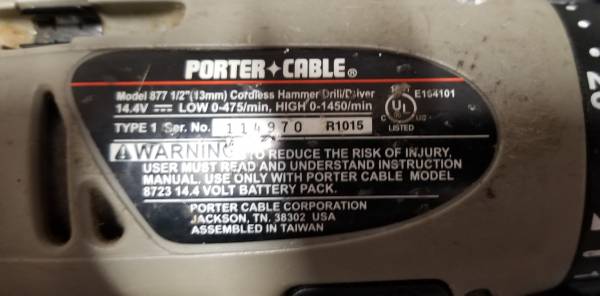 PORTER+CABLE®
Model 877 1/2"(13mm) Cordless Hammer Drill/Driver
14.4V LOW 0-475/min, HIGH 0-1450/min
E164101
C UL US
LISTED
TYPE 1 Ser. No. 114970 R1015
WARNING TO REDUCE THE RISK OF INJURY,
USER MUST READ AND UNDERSTAND INSTRUCTION
MANUAL. USE ONLY WITH PORTER CABLE MODEL
8723 14.4 VOLT BATTERY PACK.
PORTER CABLE CORPORATION
JACKSON, TN. 38302 USA
ASSEMBLED IN TAIWAN
20